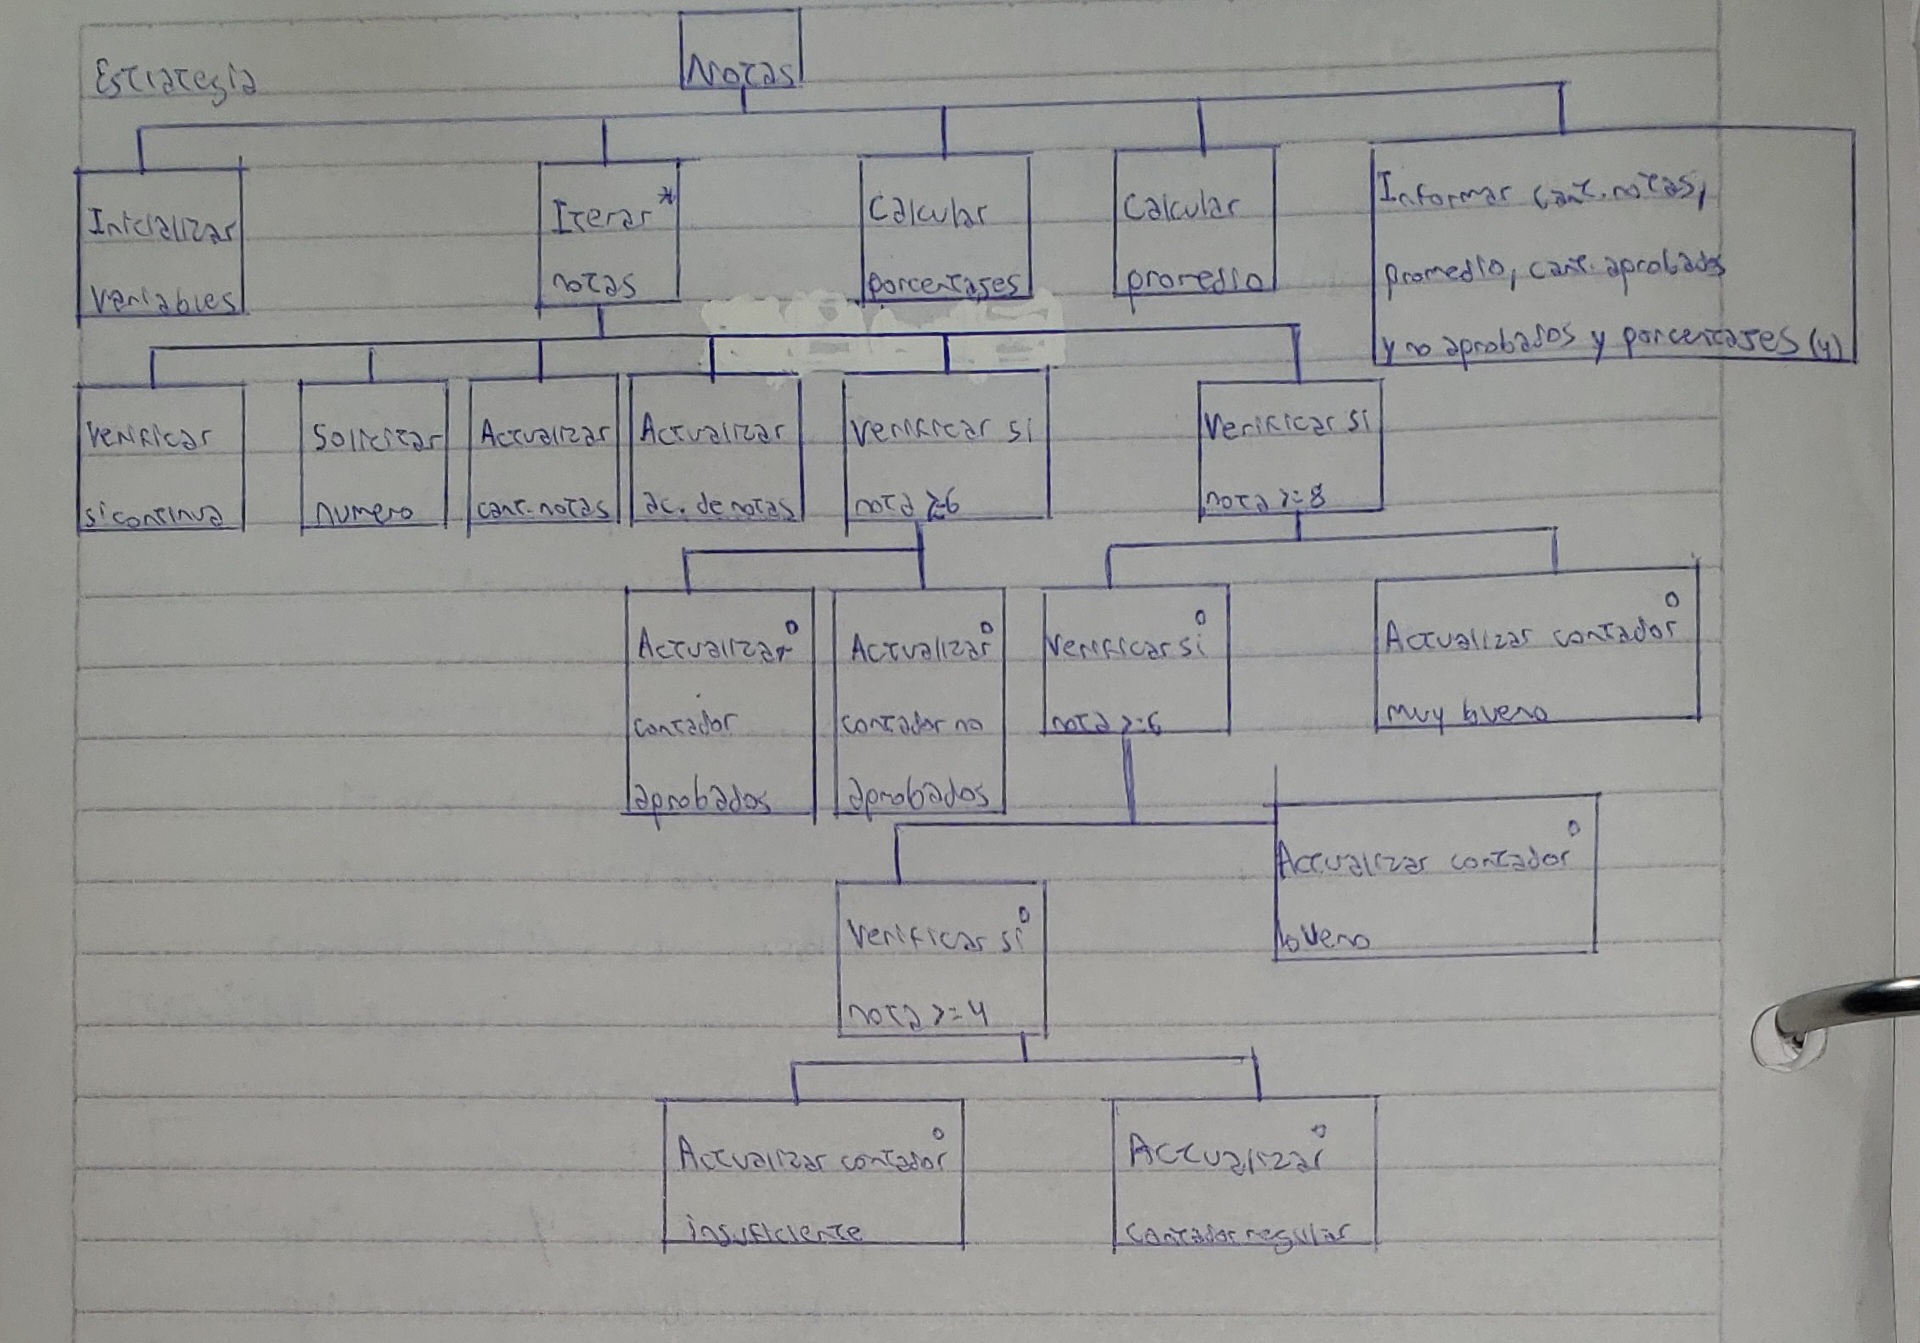 Estrategia
Notas
Inicializar
variables
Iterar *
notas
Calcular
porcentajes
Calcular
promedio
Informar cant. notas,
promedio, cant. aprobados
y no aprobados y porcentajes (4)
Verificar
si continua
Solicitar
numero
Actualizar
cant. notas
Actualizar
ac. de notas
Verificar si
nota >=6
Verificar si
nota >=8
Actualizar o
contador
aprobados
Actualizar o
contador no
aprobados
Verificar si o
nota >=6
Actualizar contador o
muy bueno
Verificar si o
nota >=4
Actualizar contador o
bueno
Actualizar contador o
insuficiente
Actualizar o
contador regular